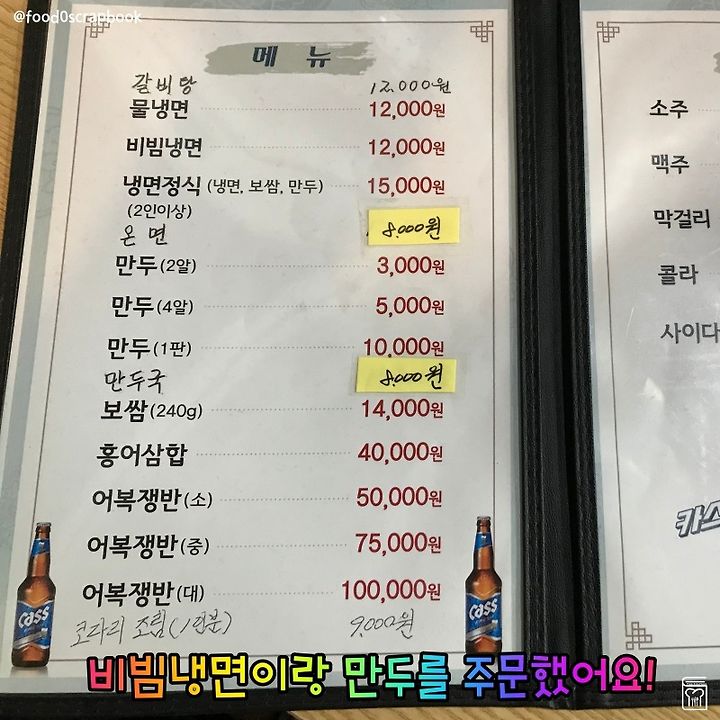 @food0scrapbook
메 뉴
갈비탕 12,000원
물냉면 12,000원
비빔냉면 12,000원
냉면정식 (냉면, 보쌈, 만두) 15,000원
(2인이상)
온면 8,000원
만두(2알) 3,000원
만두(4알) 5,000원
만두(1판) 10,000원
만두국 8,000원
보쌈(240g) 14,000원
홍어삼합 40,000원
어복쟁반(소) 50,000원
어복쟁반(중) 75,000원
어복쟁반(대) 100,000원
코다리 조림(1인분) 9,000원
cass
cass
소주
맥주
막걸리
콜라
사이다
카스
비빔냉면이랑 만두를 주문했어요!